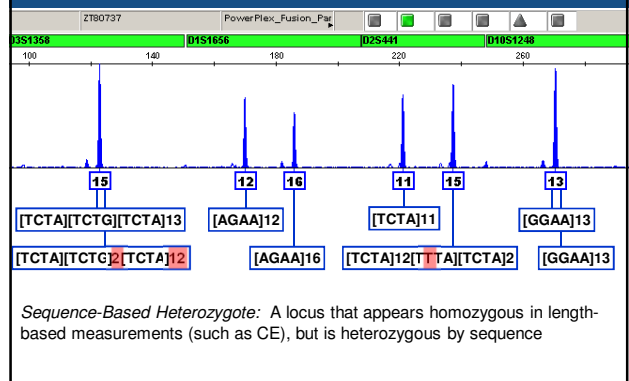 ZT80737 PowerPlex_Fusion_Par
D3S1358 D1S1656 D2S441 D10S1248
100 140 180 220 260
15 12 16 11 15 13
[TCTA][TCTG][TCTA]13 [AGAA]12 [TCTA]11 [GGAA]13
[TCTA][TCTG]2[TCTA]12 [AGAA]16 [TCTA]12[TTTA][TCTA]2 [GGAA]13
Sequence-Based Heterozygote: A locus that appears homozygous in length-
based measurements (such as CE), but is heterozygous by sequence